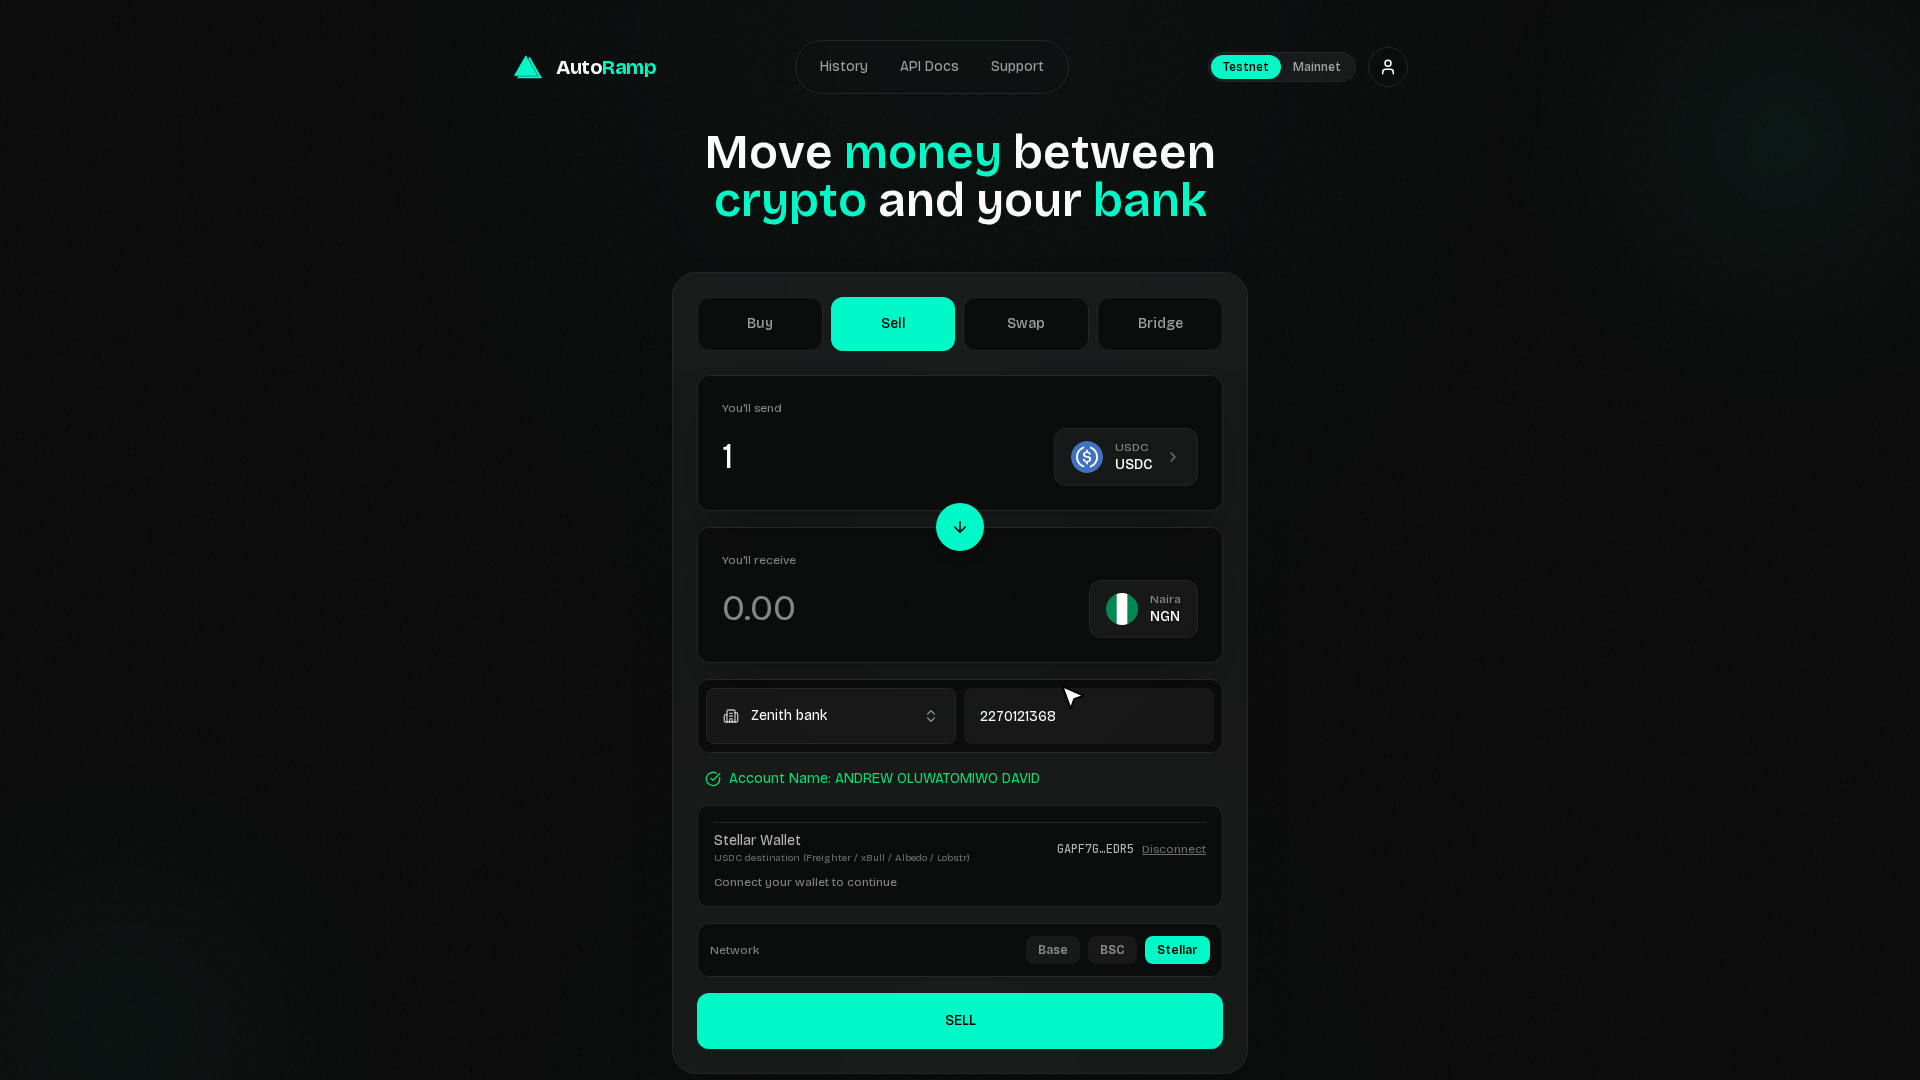 AutoRamp
History
API Docs
Support
Testnet
Mainnet
Move money between
crypto and your bank
Buy
Sell
Swap
Bridge
You'll send
1
USDC
USDC
You'll receive
0.00
Naira
NGN
Zenith bank
2270121368
Account Name: ANDREW OLUWATOMIWO DAVID
Stellar Wallet
USDC destination (Freighter / xBull / Albedo / Lobstr)
GAPF7G…EDR5
Disconnect
Connect your wallet to continue
Network
Base
BSC
Stellar
SELL